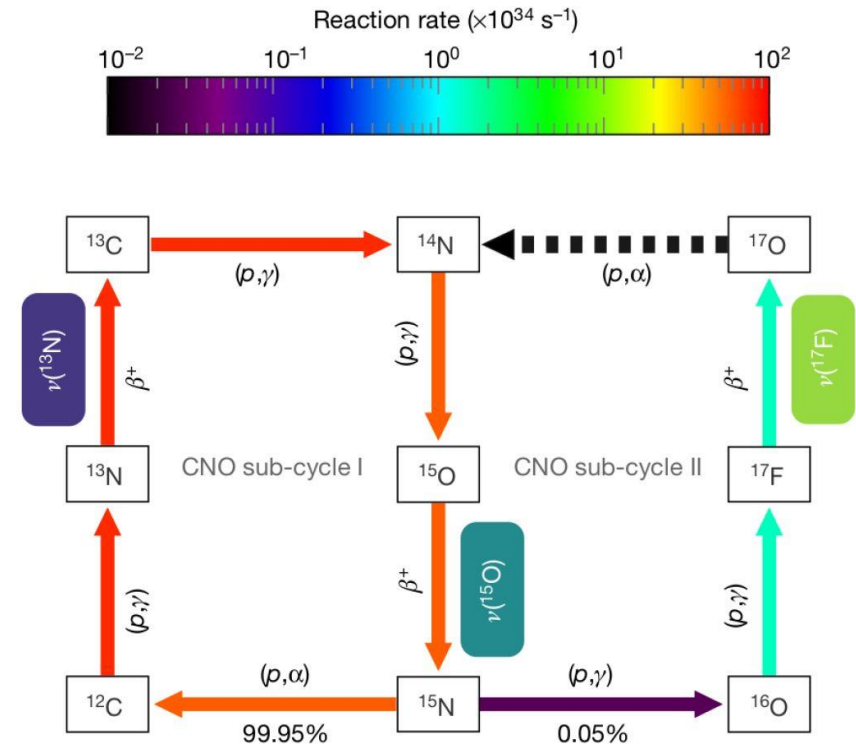 Reaction rate (×10³⁴ s⁻¹)
10⁻² 10⁻¹ 10⁰ 10¹ 10²
¹³C ¹⁴N ¹⁷O
(p,γ) (p,α)
ν(¹³N) β⁺ (p,γ) β⁺ ν(¹⁷F)
¹³N CNO sub-cycle I ¹⁵O CNO sub-cycle II ¹⁷F
(p,γ) β⁺ ν(¹⁵O) (p,γ)
(p,α) (p,γ)
¹²C ¹⁵N ¹⁶O
99.95% 0.05%